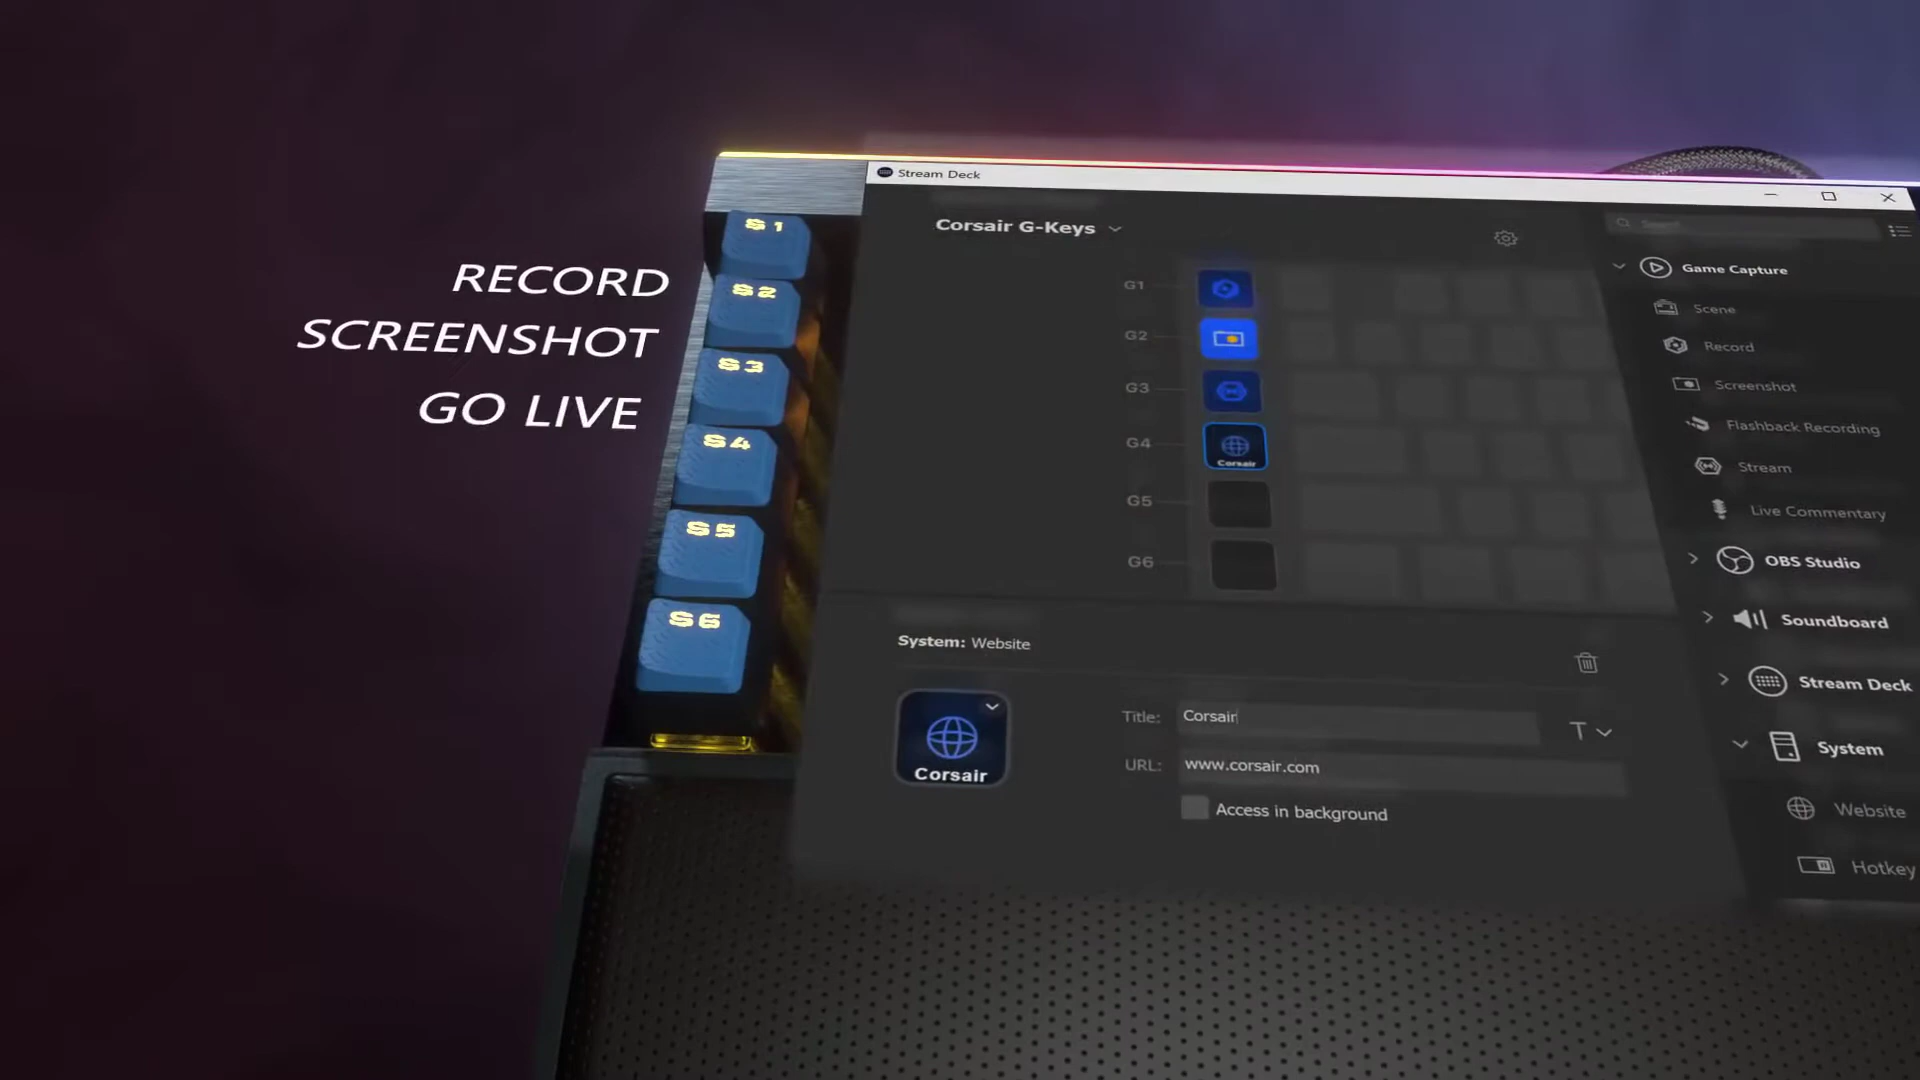 Stream Deck
Corsair G-Keys
S1
S2
S3
S4
S5
S6
RECORD
SCREENSHOT
GO LIVE
G1
G2
G3
G4
Corsair
G5
G6
Game Capture
Scene
Record
Screenshot
Flashback Recording
Stream
Live Commentary
OBS Studio
Soundboard
Stream Deck
System
Website
Hotkey
System: Website
Corsair
Title: Corsair
T
URL: www.corsair.com
Access in background